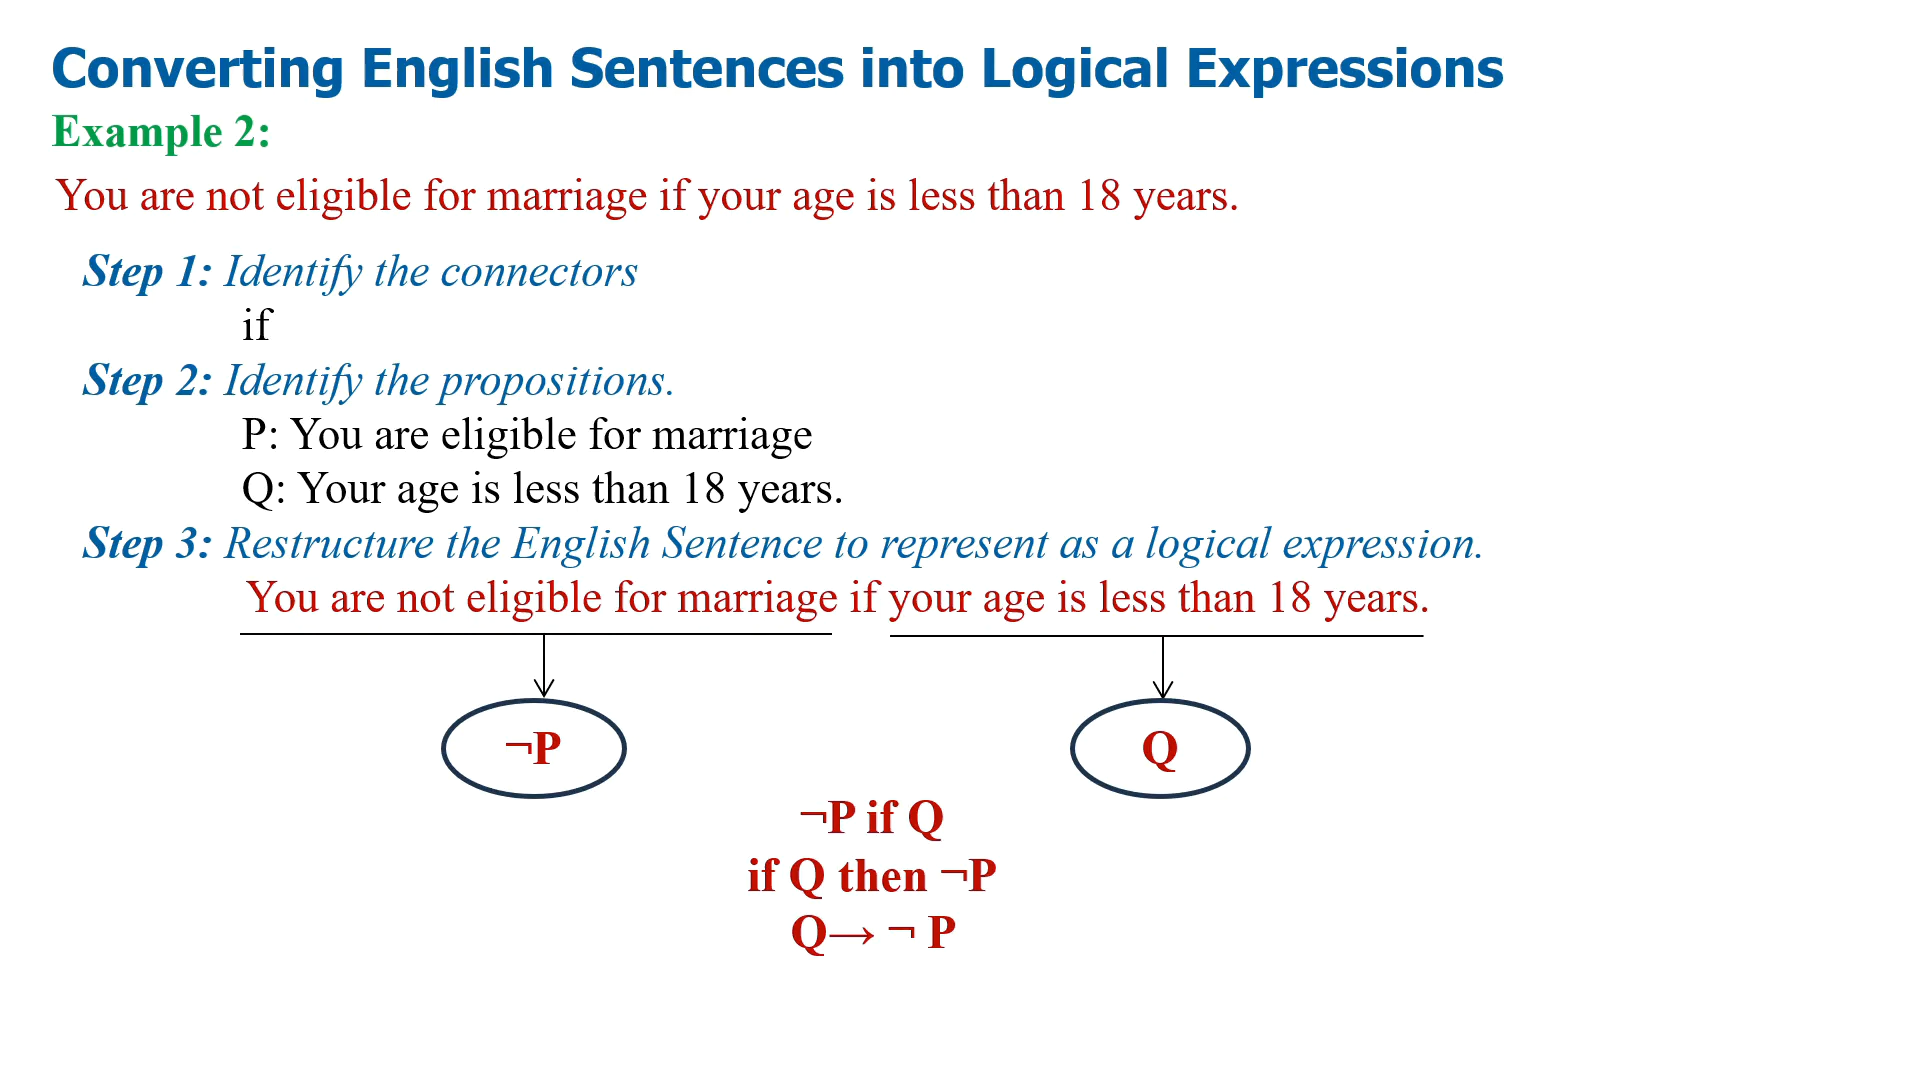 Converting English Sentences into Logical Expressions
Example 2:
You are not eligible for marriage if your age is less than 18 years.
Step 1: Identify the connectors
if
Step 2: Identify the propositions.
P: You are eligible for marriage
Q: Your age is less than 18 years.
Step 3: Restructure the English Sentence to represent as a logical expression.
You are not eligible for marriage if your age is less than 18 years.
¬P
Q
¬P if Q
if Q then ¬P
Q→ ¬ P